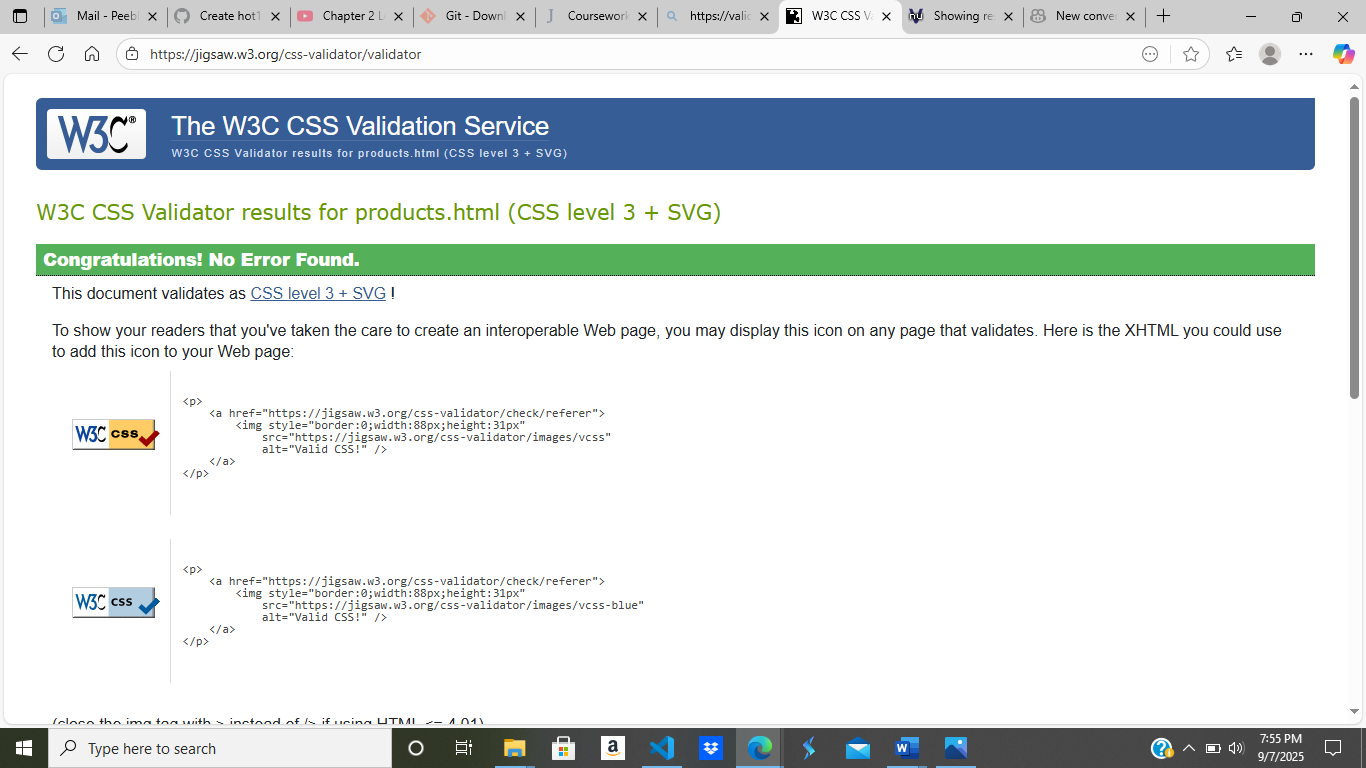 Mail - Peeb
Create hot
Chapter 2 L
Git - Downl
Coursework
https://valid
W3C CSS Va
Showing re
New conve
https://jigsaw.w3.org/css-validator/validator
W3C®
The W3C CSS Validation Service
W3C CSS Validator results for products.html (CSS level 3 + SVG)
W3C CSS Validator results for products.html (CSS level 3 + SVG)
Congratulations! No Error Found.
This document validates as CSS level 3 + SVG !
To show your readers that you've taken the care to create an interoperable Web page, you may display this icon on any page that validates. Here is the XHTML you could use
to add this icon to your Web page:
W3C css
<p>
<a href="https://jigsaw.w3.org/css-validator/check/referer">
<img style="border:0;width:88px;height:31px"
src="https://jigsaw.w3.org/css-validator/images/vcss"
alt="Valid CSS!" />
</a>
</p>
W3C css
<p>
<a href="https://jigsaw.w3.org/css-validator/check/referer">
<img style="border:0;width:88px;height:31px"
src="https://jigsaw.w3.org/css-validator/images/vcss-blue"
alt="Valid CSS!" />
</a>
</p>
(close the img tag with > instead of /> if using HTML <= 4.01)
Type here to search
7:55 PM
9/7/2025